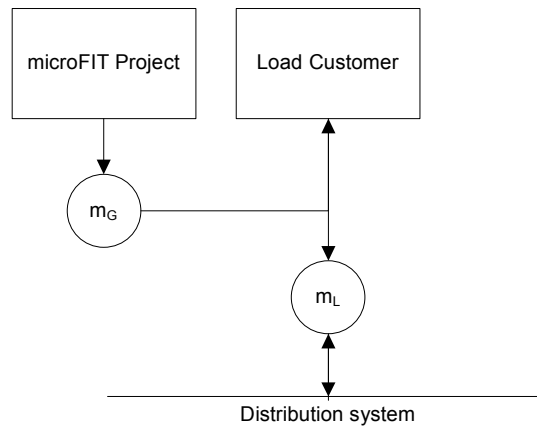 microFIT Project
Load Customer
mG
mL
Distribution system